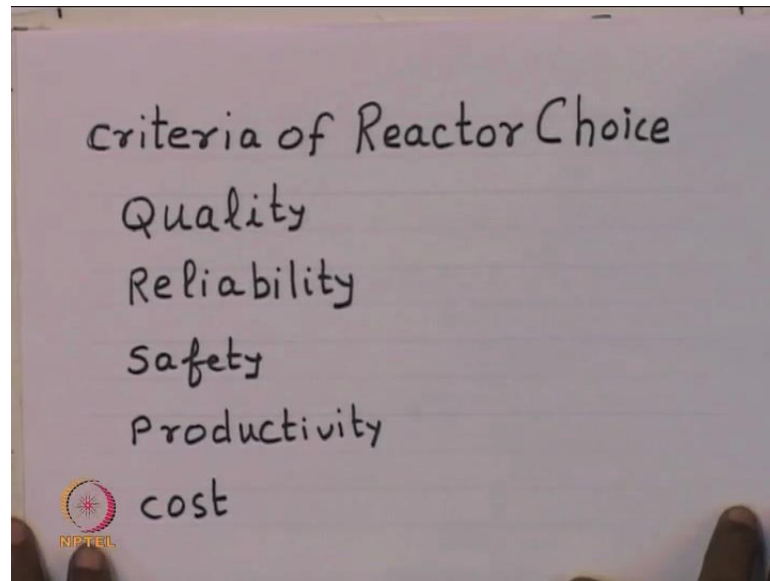 criteria of Reactor Choice
Quality
Reliability
Safety
Productivity
cost
NPTEL